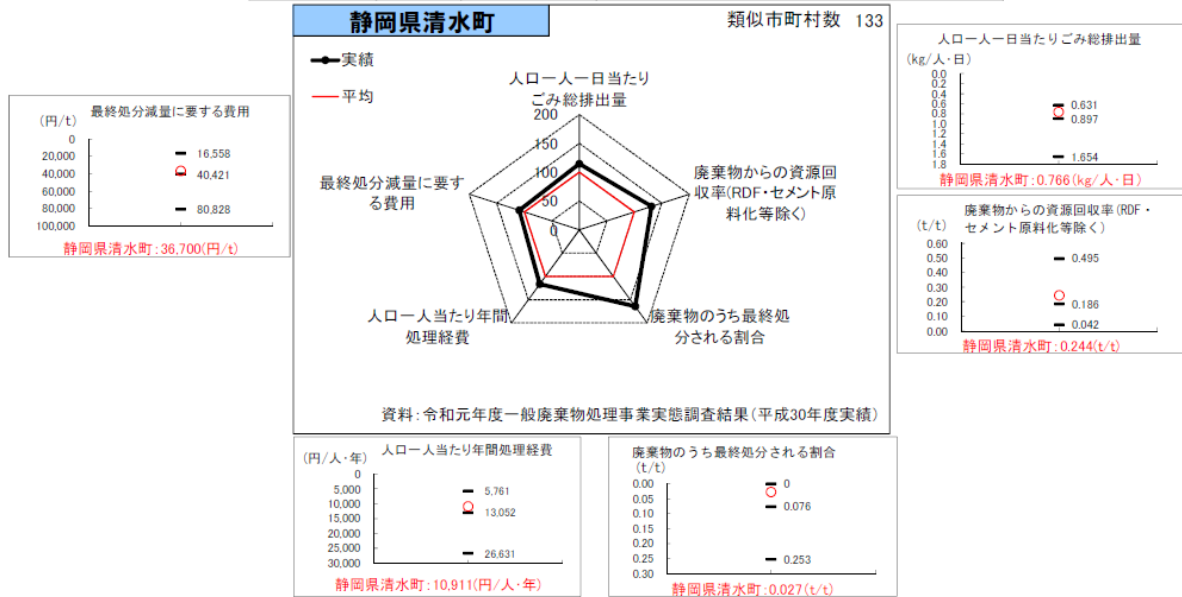 静岡県清水町
類似市町村数 133
実績
平均
人口一人一日当たり
ごみ総排出量
200
150
100
50
0
廃棄物からの資源回
収率(RDF・セメント原
料化等除く)
廃棄物のうち最終処
分される割合
人口一人当たり年間
処理経費
最終処分減量に要す
る費用
資料:令和元年度一般廃棄物処理事業実態調査結果(平成30年度実績)
最終処分減量に要する費用
(円/t)
0
20,000
40,000
60,000
80,000
100,000
16,558
40,421
80,828
静岡県清水町:36,700(円/t)
人口一人一日当たりごみ総排出量
(kg/人・日)
0.0
0.2
0.4
0.6
0.8
1.0
1.2
1.4
1.6
1.8
0.631
0.897
1.654
静岡県清水町:0.766(kg/人・日)
廃棄物からの資源回収率(RDF・
セメント原料化等除く)
(t/t)
0.60
0.50
0.40
0.30
0.20
0.10
0.00
0.495
0.186
0.042
静岡県清水町:0.244(t/t)
人口一人当たり年間処理経費
(円/人・年)
0
5,000
10,000
15,000
20,000
25,000
30,000
5,761
13,052
26,631
静岡県清水町:10,911(円/人・年)
廃棄物のうち最終処分される割合
(t/t)
0.00
0.05
0.10
0.15
0.20
0.25
0.30
0
0.076
0.253
静岡県清水町:0.027(t/t)